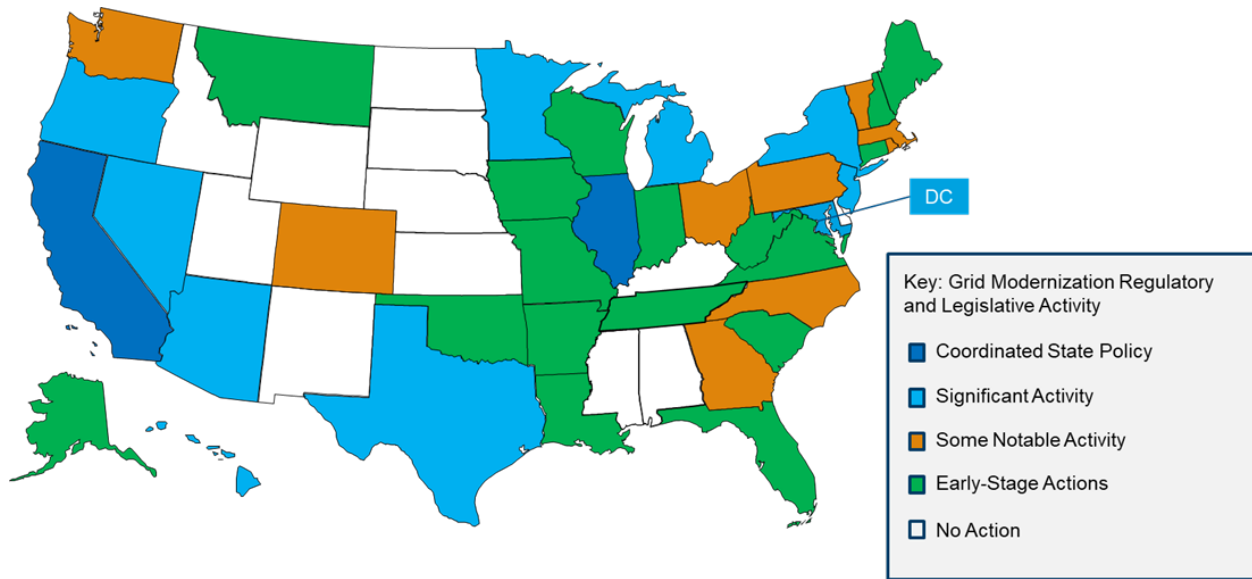 DC
Key: Grid Modernization Regulatory
and Legislative Activity
Coordinated State Policy
Significant Activity
Some Notable Activity
Early-Stage Actions
No Action